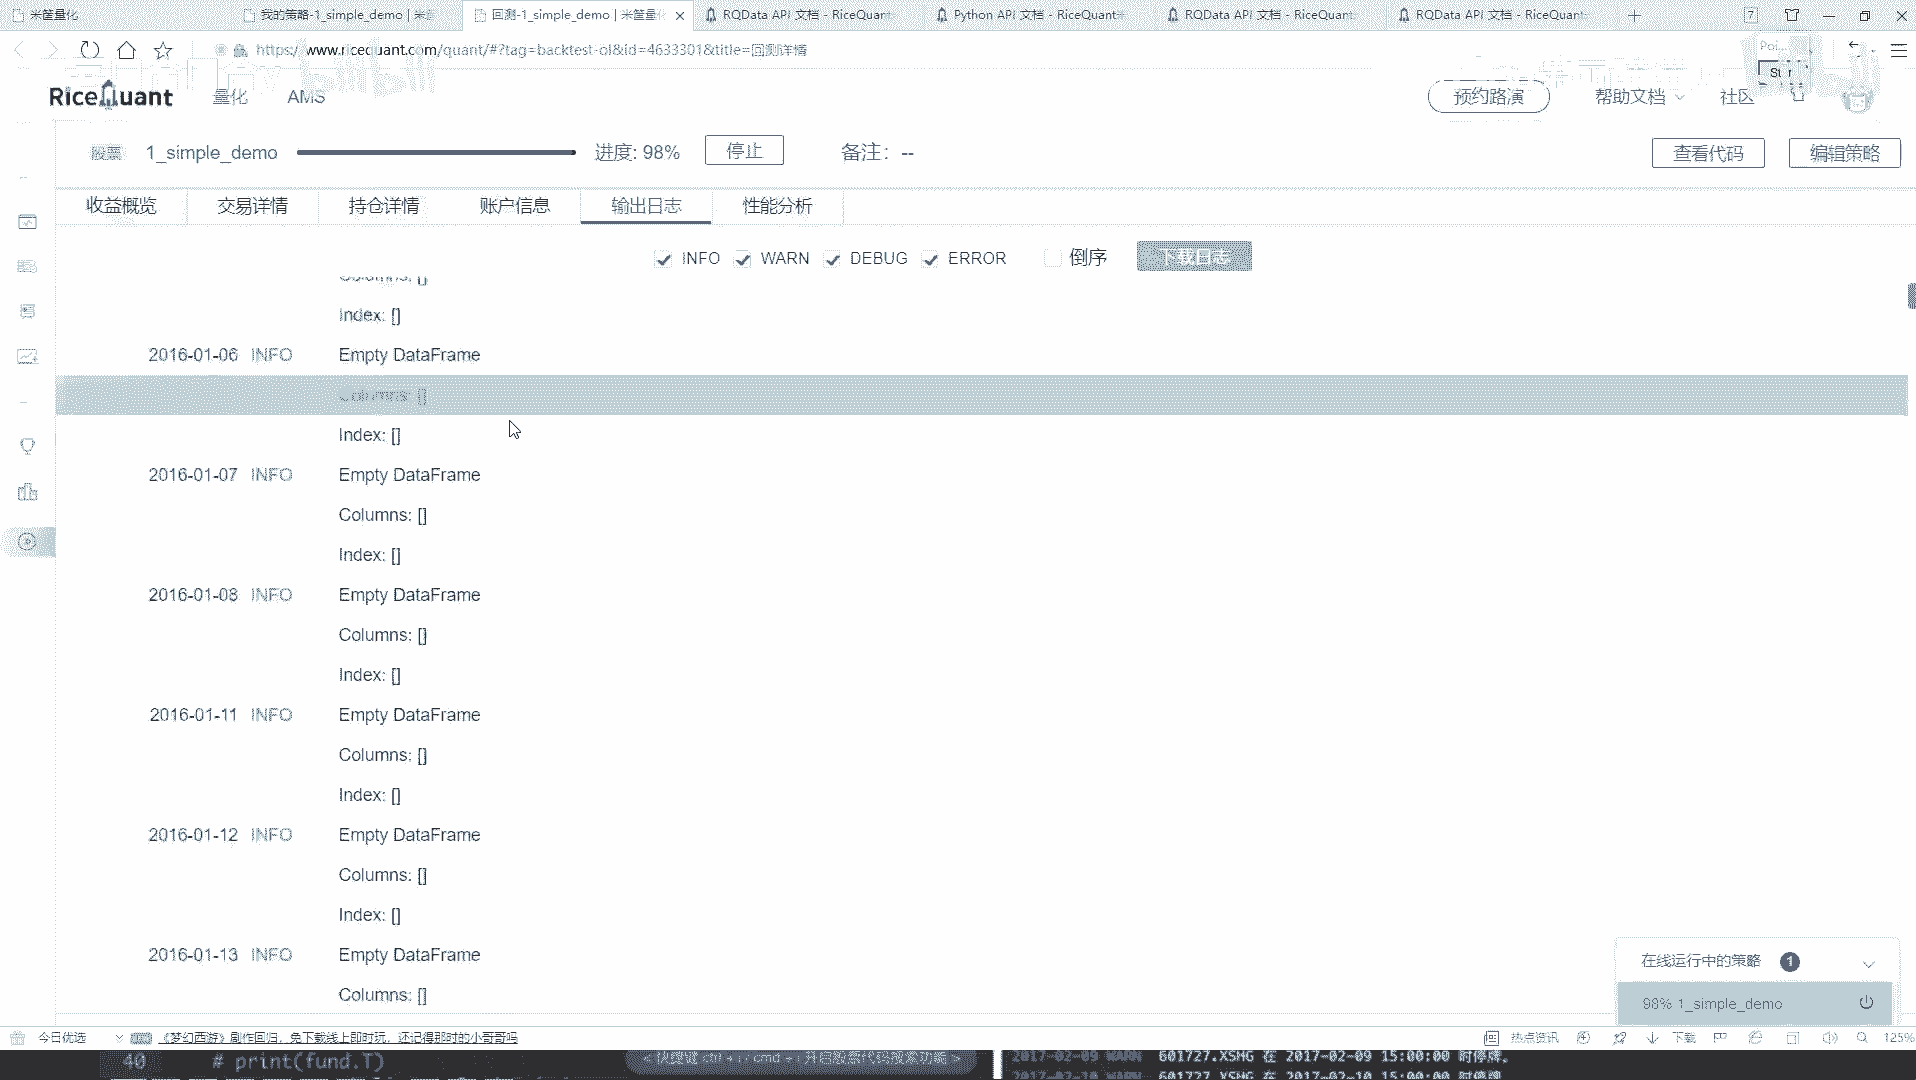 米筐量化 我的策略-1_simple_demo | 米筐 回测-1_simple_demo | 米筐量化 RQData API 文档 - RiceQuant Python API 文档 - RiceQuant RQData API 文档 - RiceQuant RQData API 文档 - RiceQuant 7
https://www.ricequant.com/quant/#?tag=backtest-ol&id=4633301&title=回测详情
RiceQuant 量化 AMS 预约路演 帮助文档 社区
股票 1_simple_demo 进度: 98% 停止 备注： -- 查看代码 编辑策略
收益概览 交易详情 持仓详情 账户信息 输出日志 性能分析
INFO WARN DEBUG ERROR 倒序 下载日志
Columns: []
Index: []
2016-01-06 INFO Empty DataFrame
Columns: []
Index: []
2016-01-07 INFO Empty DataFrame
Columns: []
Index: []
2016-01-08 INFO Empty DataFrame
Columns: []
Index: []
2016-01-11 INFO Empty DataFrame
Columns: []
Index: []
2016-01-12 INFO Empty DataFrame
Columns: []
Index: []
2016-01-13 INFO Empty DataFrame
Columns: []
在线运行中的策略 1
98% 1_simple_demo
今日优选 《梦幻西游》剧作回归，免下载线上即时玩，还记得那时的小哥哥吗 热点资讯 下载 125%
40 # print(fund.T) 2017-02-09 WARN 601727.XSHG 在 2017-02-09 15:00:00 时停牌。
2017-02-10 WARN 601727.XSHG 在 2017-02-10 15:00:00 时停牌。